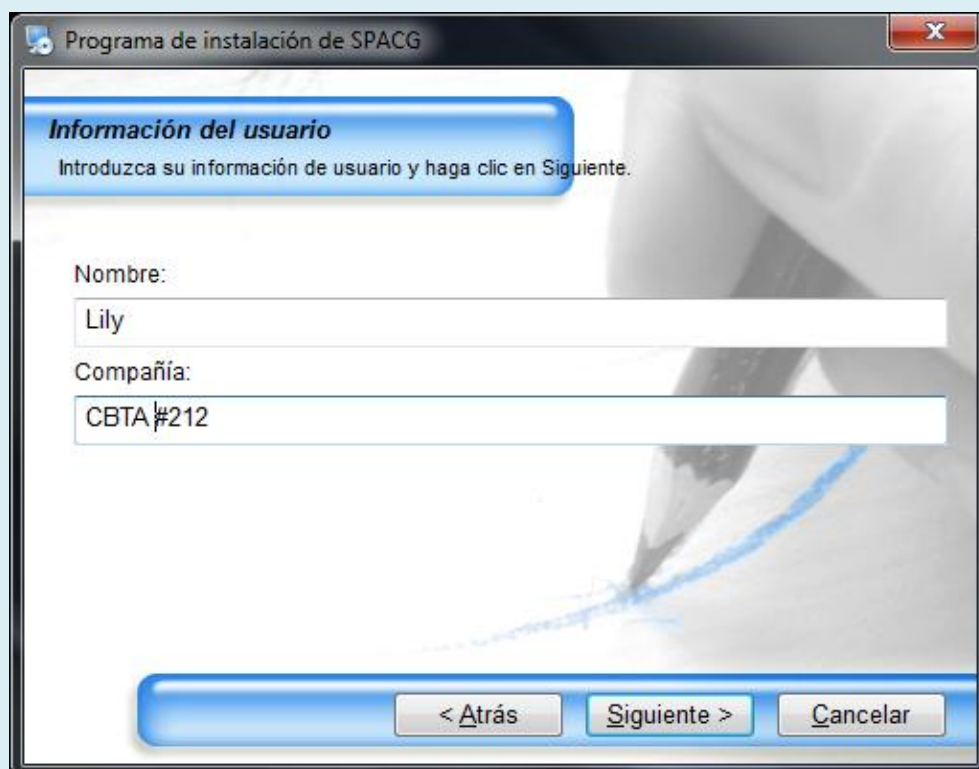 Programa de instalación de SPACG
Información del usuario
Introduzca su información de usuario y haga clic en Siguiente.
Nombre:
Lily
Compañía:
CBTA #212
< Atrás
Siguiente >
Cancelar